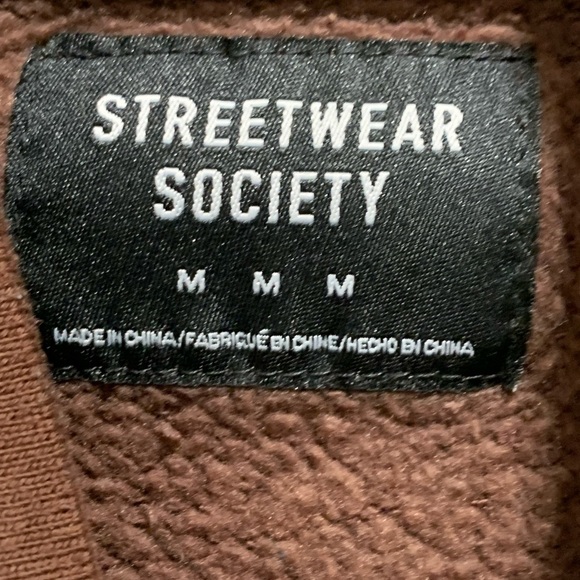 STREETWEAR
SOCIETY
M M M
MADE IN CHINA/FABRIQUÉ EN CHINE/HECHO EN CHINA